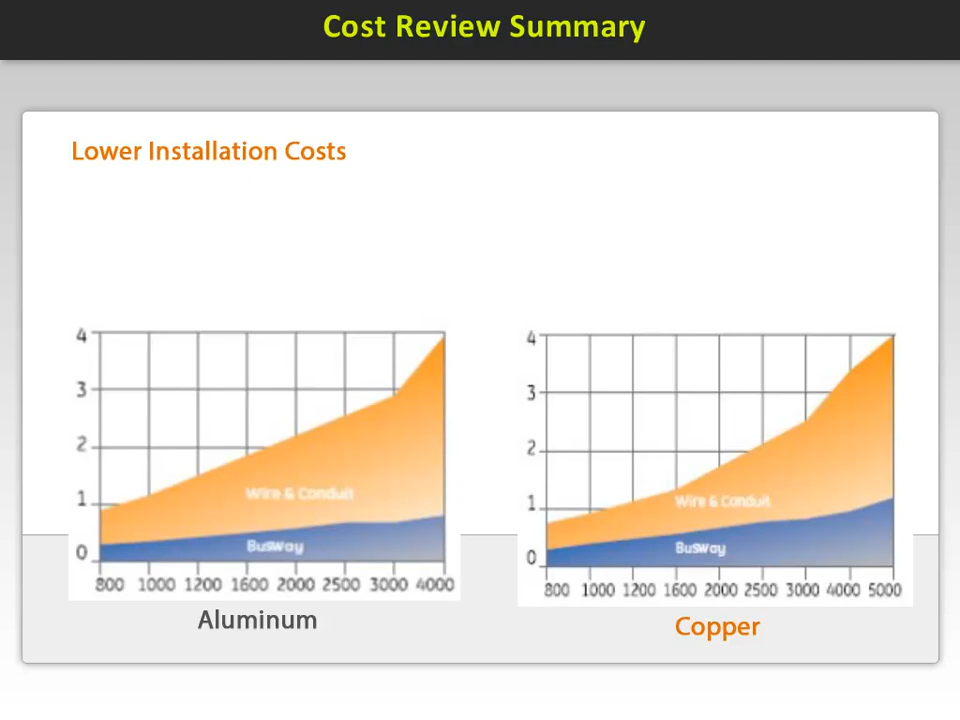 Cost Review Summary
Lower Installation Costs
4
3
2
1
0
Wire & Conduit
Busway
800 1000 1200 1600 2000 2500 3000 4000
Aluminum
4
3
2
1
0
Wire & Conduit
Busway
800 1000 1200 1600 2000 2500 3000 4000 5000
Copper